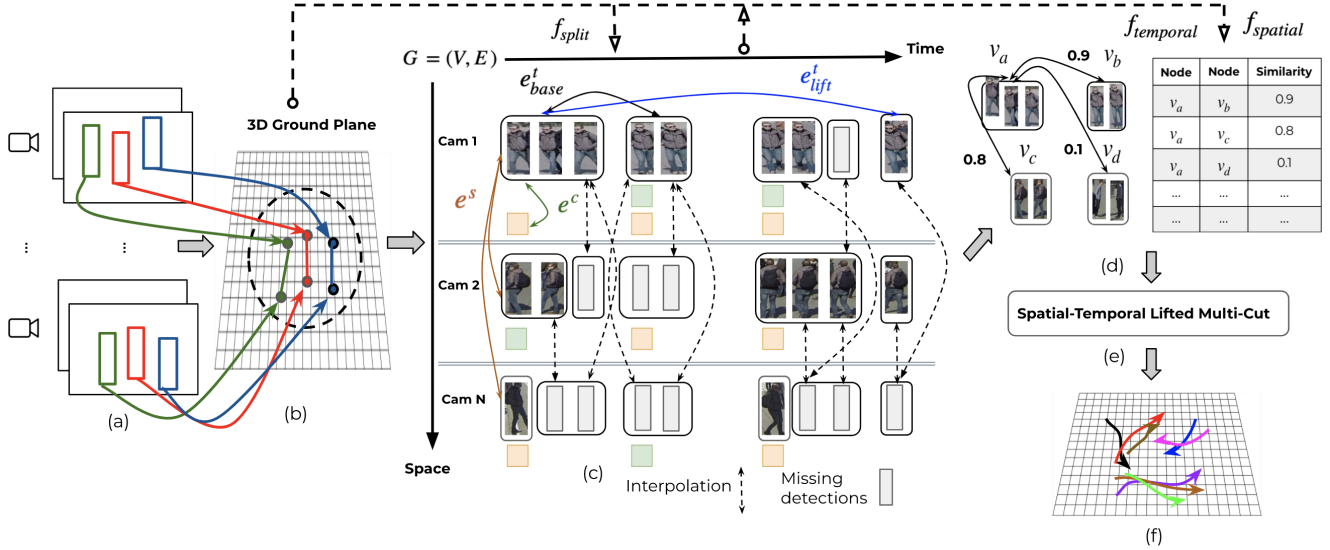 f_split
f_temporal
f_spatial
G = (V, E)
Time
3D Ground Plane
e^t_base
e^t_lift
v_a
0.9
v_b
0.8
v_c
0.1
v_d
Node Node Similarity
v_a v_b 0.9
v_a v_c 0.8
v_a v_d 0.1
... ... ...
... ... ...
Cam 1
e^s
e^c
...
...
Cam 2
(d)
Spatial-Temporal Lifted Multi-Cut
(e)
Cam N
(a)
(b)
Space
(c)
Interpolation
Missing
detections
(f)